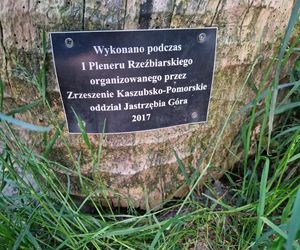 Wykonano podczas
I Pleneru Rzeźbiarskiego
organizowanego przez
Zrzeszenie Kaszubsko-Pomorskie
oddział Jastrzębia Góra
2017